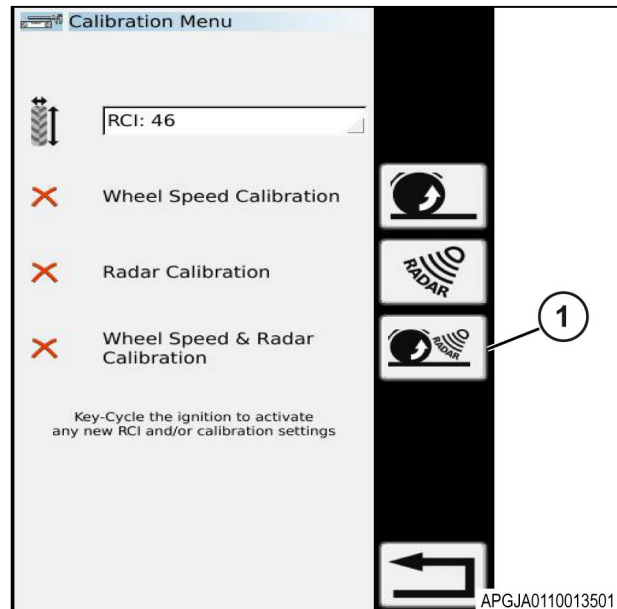 Calibration Menu
RCI: 46
Wheel Speed Calibration
Radar Calibration
RADAR
Wheel Speed & Radar
Calibration
RADAR
1
Key-Cycle the ignition to activate
any new RCI and/or calibration settings
APGJA0110013501